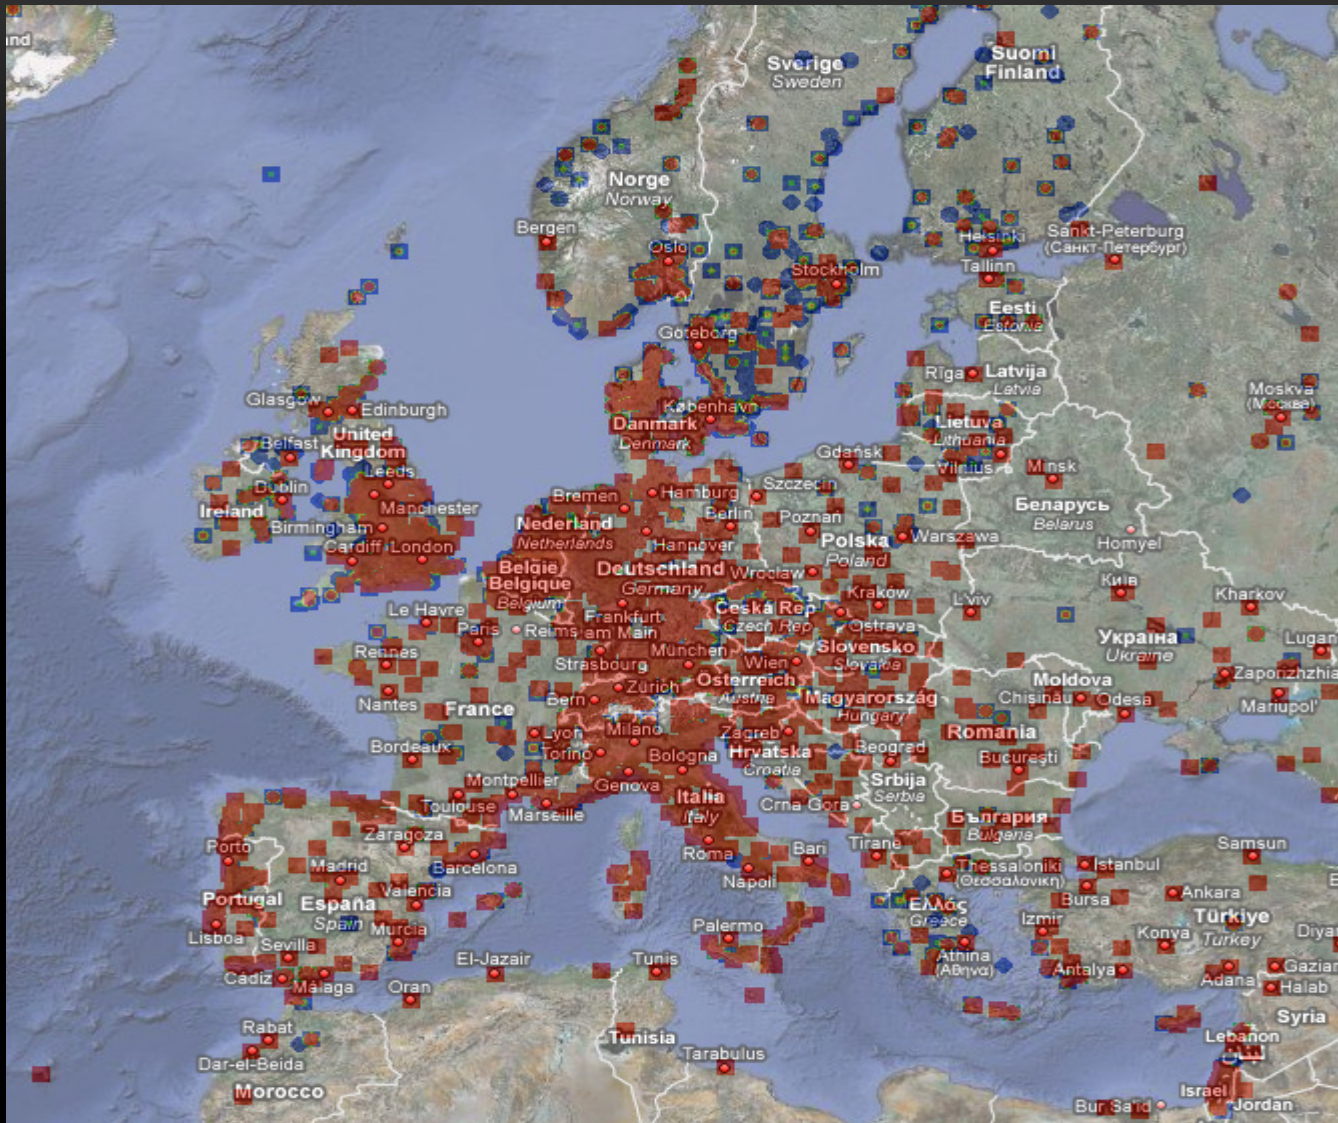 and
Sverige
Sweden
Suomi
Finland
Norge
Norway
Bergen
Oslo
Helsinki
Sankt-Peterburg
(Санкт-Петербург)
Stockholm
Tallinn
Eesti
Estonia
Göteborg
Rīga
Latvija
Latvia
Moskva
(Москва)
Glasgow
Edinburgh
København
Danmark
Denmark
Lietuva
Lithuania
United
Kingdom
Belfast
Leeds
Gdańsk
Vilnius
Minsk
Dublin
Manchester
Bremen
Hamburg
Szczecin
Ireland
Birmingham
Nederland
Netherlands
Berlin
Poznań
Беларусь
Belarus
Polska
Poland
Warszawa
Homyel
Cardiff
London
Hannover
België
Belgique
Belgium
Deutschland
Germany
Wrocław
Київ
Kharkov
Le Havre
Česká Rep
Czech Rep
Kraków
L'viv
Paris
Reims
Frankfurt
am Main
Ostrava
Україна
Ukraine
Lugan
Rennes
Strasbourg
München
Wien
Slovensko
Slovakia
Zaporizhzhia
Nantes
France
Bern
Zürich
Österreich
Austria
Magyarország
Hungary
Moldova
Chişinău
Odesa
Mariupol'
Lyon
Milano
Zagreb
Romania
Bordeaux
Torino
Bologna
Hrvatska
Croatia
Beograd
Bucureşti
Montpellier
Genova
Srbija
Serbia
Toulouse
Marseille
Italia
Italy
Crna Gora
България
Bulgaria
Porto
Zaragoza
Roma
Bari
Tirane
Samsun
Madrid
Barcelona
Napoli
Thessaloniki
(Θεσσαλονίκη)
Istanbul
Portugal
España
Spain
Valencia
Bursa
Ankara
Ελλάς
Greece
Türkiye
Turkey
Lisboa
Sevilla
Murcia
Palermo
Izmir
Konya
Diyar
Cádiz
Málaga
El-Jazair
Tunis
Athina
(Αθήνα)
Antalya
Adana
Gazian
Oran
Halab
Rabat
Tunisia
Syria
Lebanon
Dar-el-Beida
Tarabulus
Morocco
Israel
Bur Sa'id
Jordan